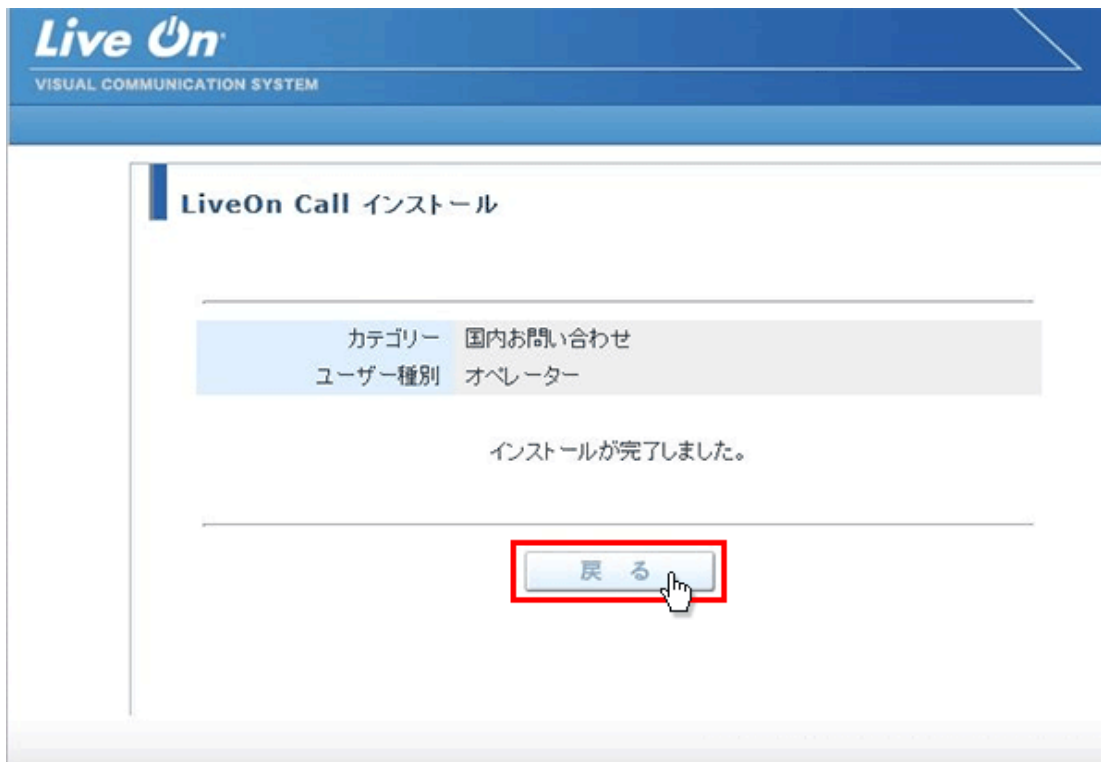 Live On
VISUAL COMMUNICATION SYSTEM
LiveOn Call インストール
カテゴリー 国内お問い合わせ
ユーザー種別 オペレーター
インストールが完了しました。
戻 る